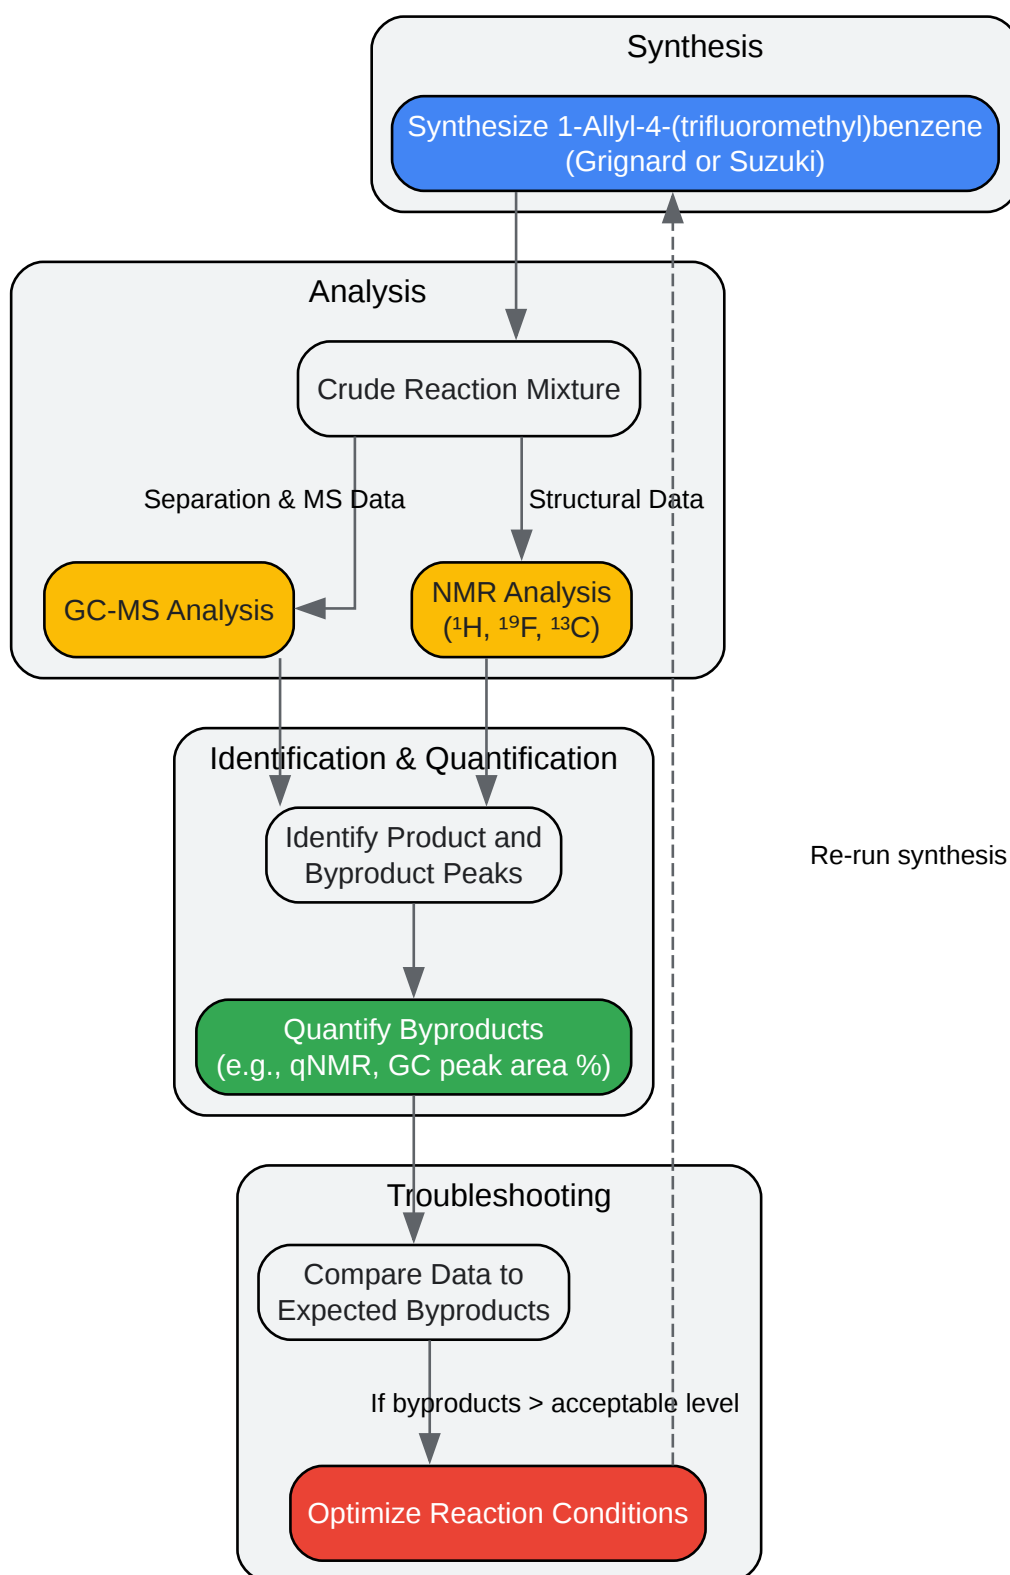 Synthesis
Synthesize 1-Allyl-4-(trifluoromethyl)benzene
(Grignard or Suzuki)
Analysis
Crude Reaction Mixture
Separation & MS Data
Structural Data
GC-MS Analysis
NMR Analysis
(¹H, ¹⁹F, ¹³C)
Identification & Quantification
Identify Product and
Byproduct Peaks
Re-run synthesis
Quantify Byproducts
(e.g., qNMR, GC peak area %)
Troubleshooting
Compare Data to
Expected Byproducts
If byproducts > acceptable level
Optimize Reaction Conditions